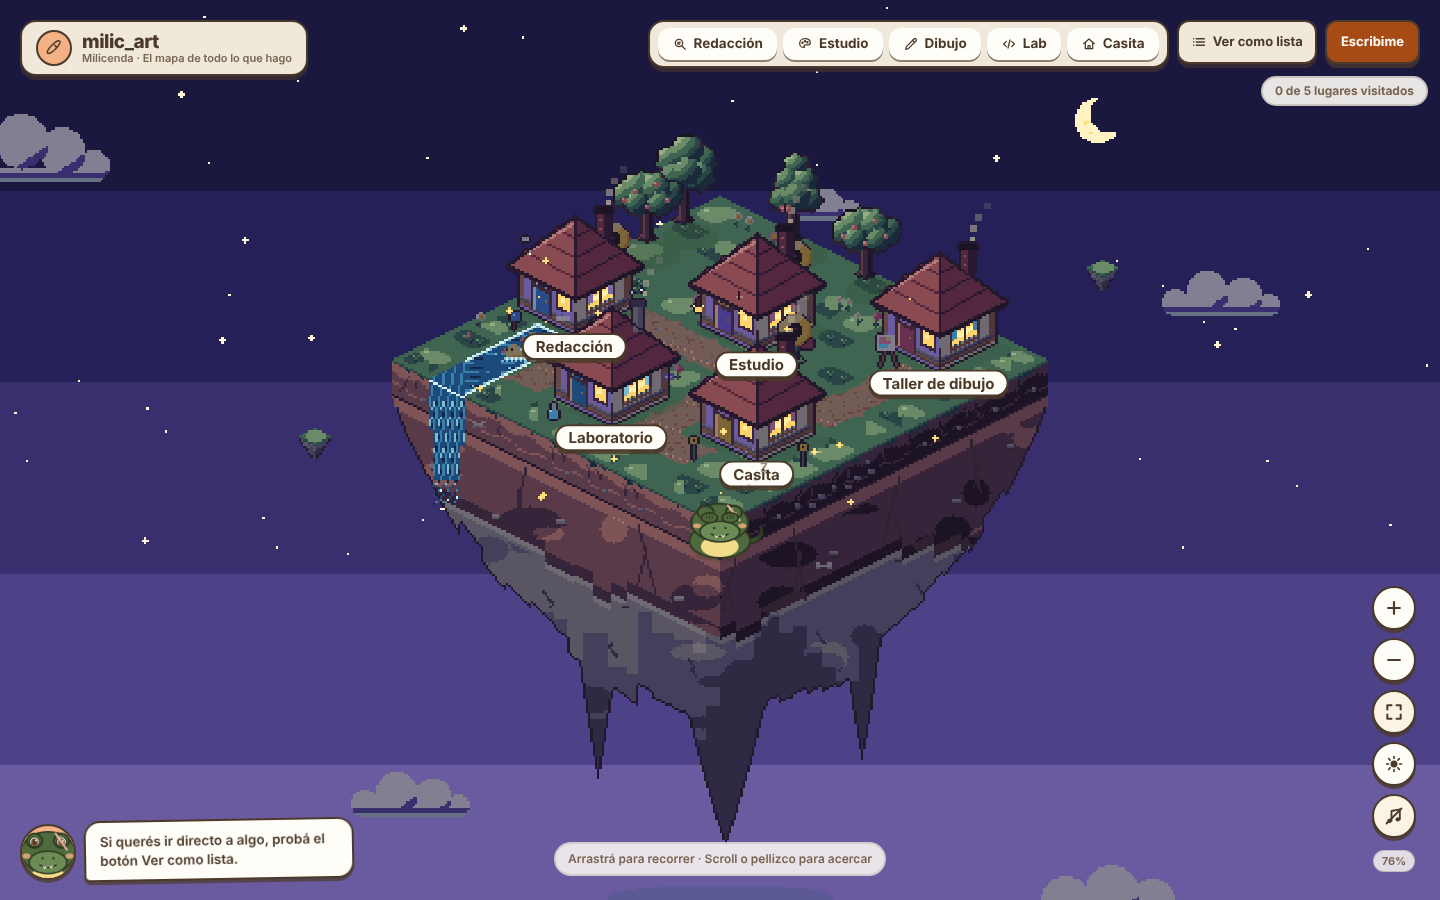 milic_art
Milicenda · El mapa de todo lo que hago
Redacción
Estudio
Dibujo
Lab
Casita
Ver como lista
Escribime
0 de 5 lugares visitados
Redacción
Estudio
Taller de dibujo
Laboratorio
Casita
Si querés ir directo a algo, probá el
botón Ver como lista.
Arrastrá para recorrer · Scroll o pellizco para acercar
76%